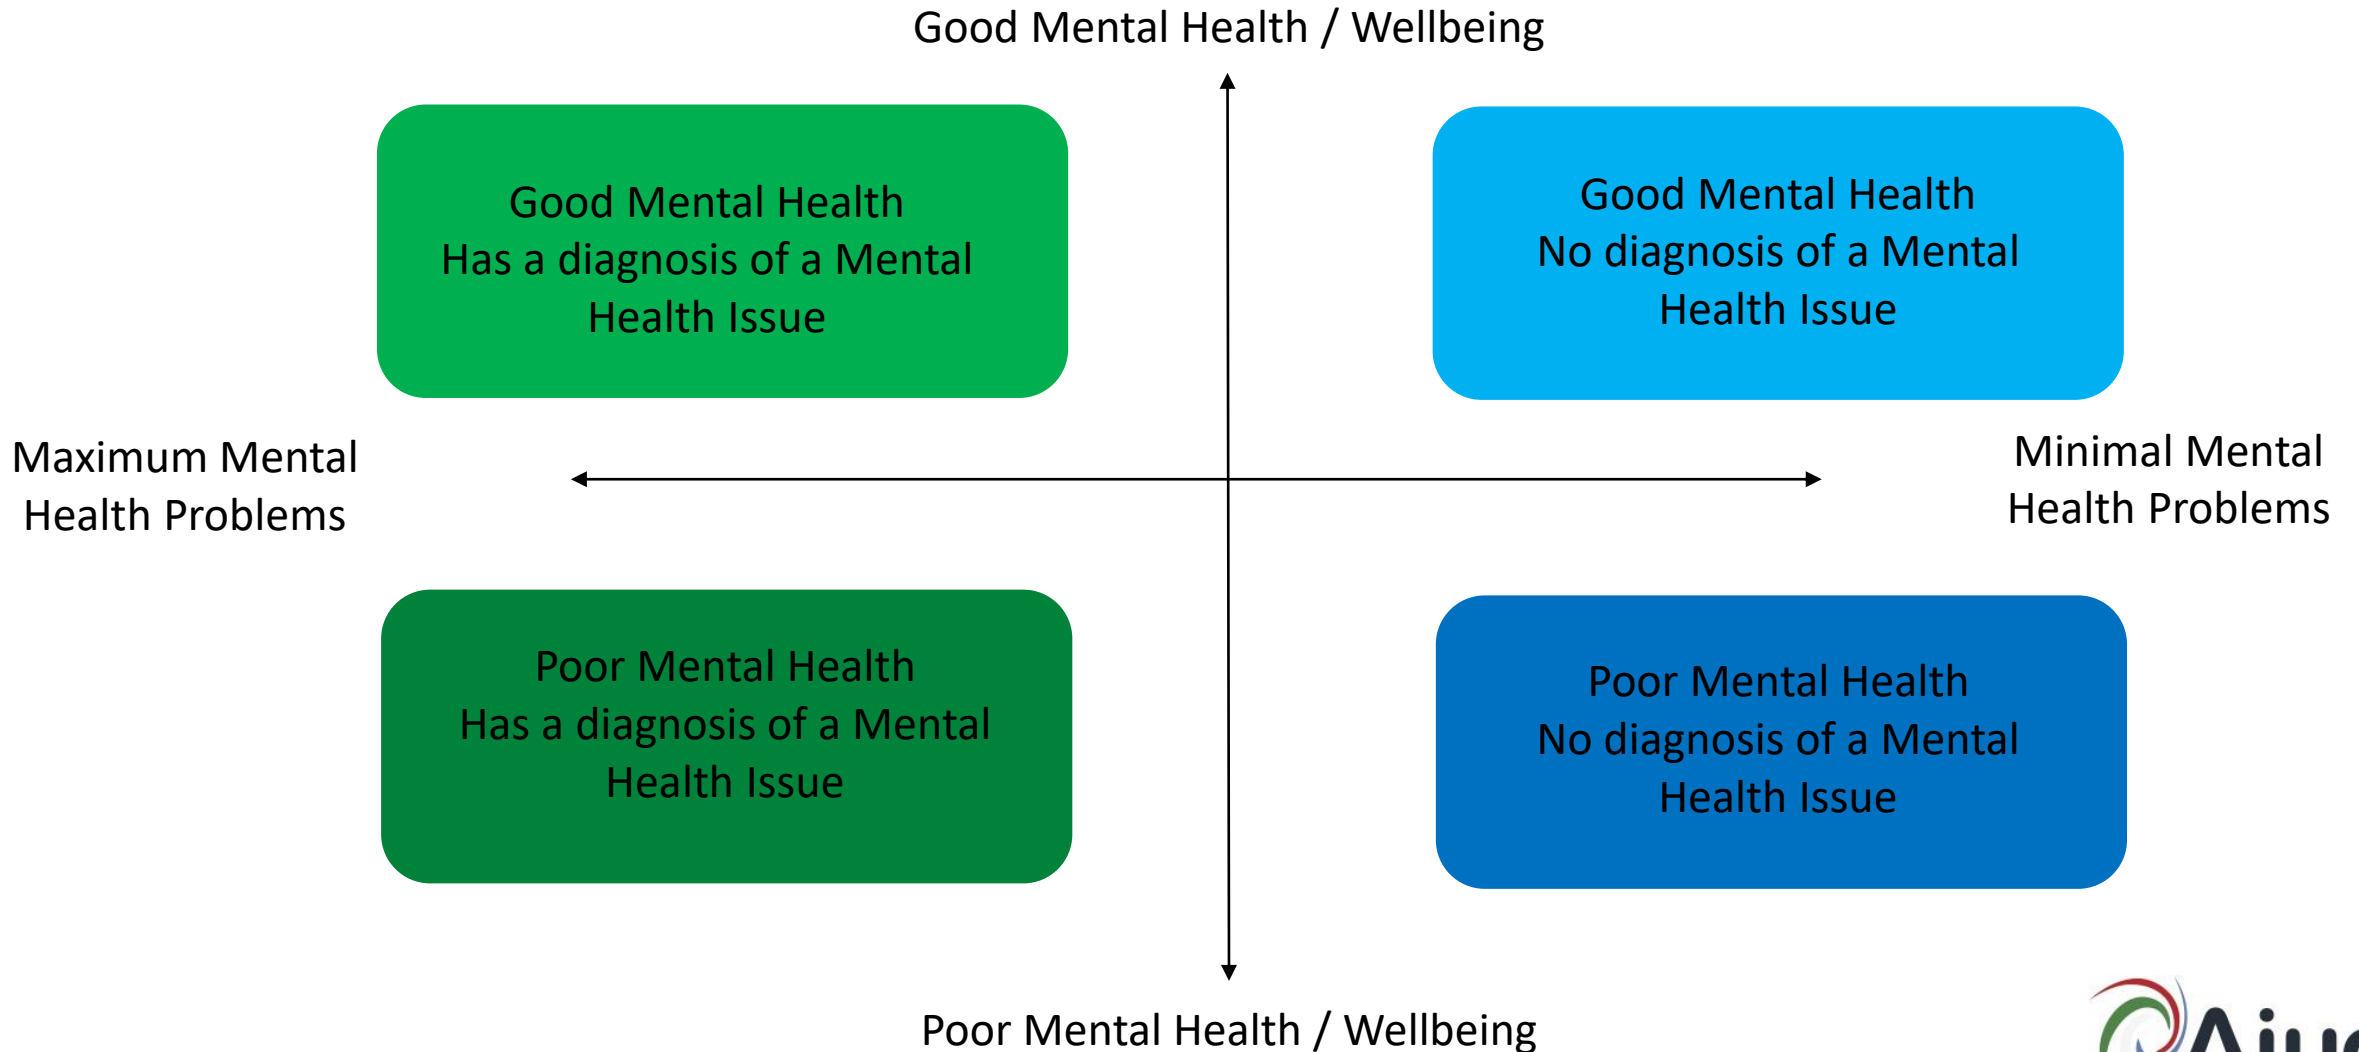 Good Mental Health / Wellbeing
Good Mental Health
Has a diagnosis of a Mental
Health Issue
Good Mental Health
No diagnosis of a Mental
Health Issue
Maximum Mental
Health Problems
Minimal Mental
Health Problems
Poor Mental Health
Has a diagnosis of a Mental
Health Issue
Poor Mental Health
No diagnosis of a Mental
Health Issue
Poor Mental Health / Wellbeing